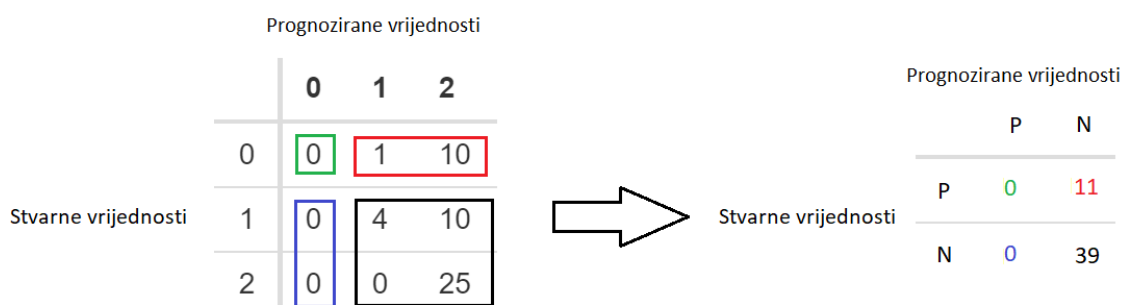 Prognozirane vrijednosti
0 1 2
0 0 1 10
Stvarne vrijednosti 1 0 4 10
2 0 0 25
Prognozirane vrijednosti
P N
P 0 11
Stvarne vrijednosti
N 0 39